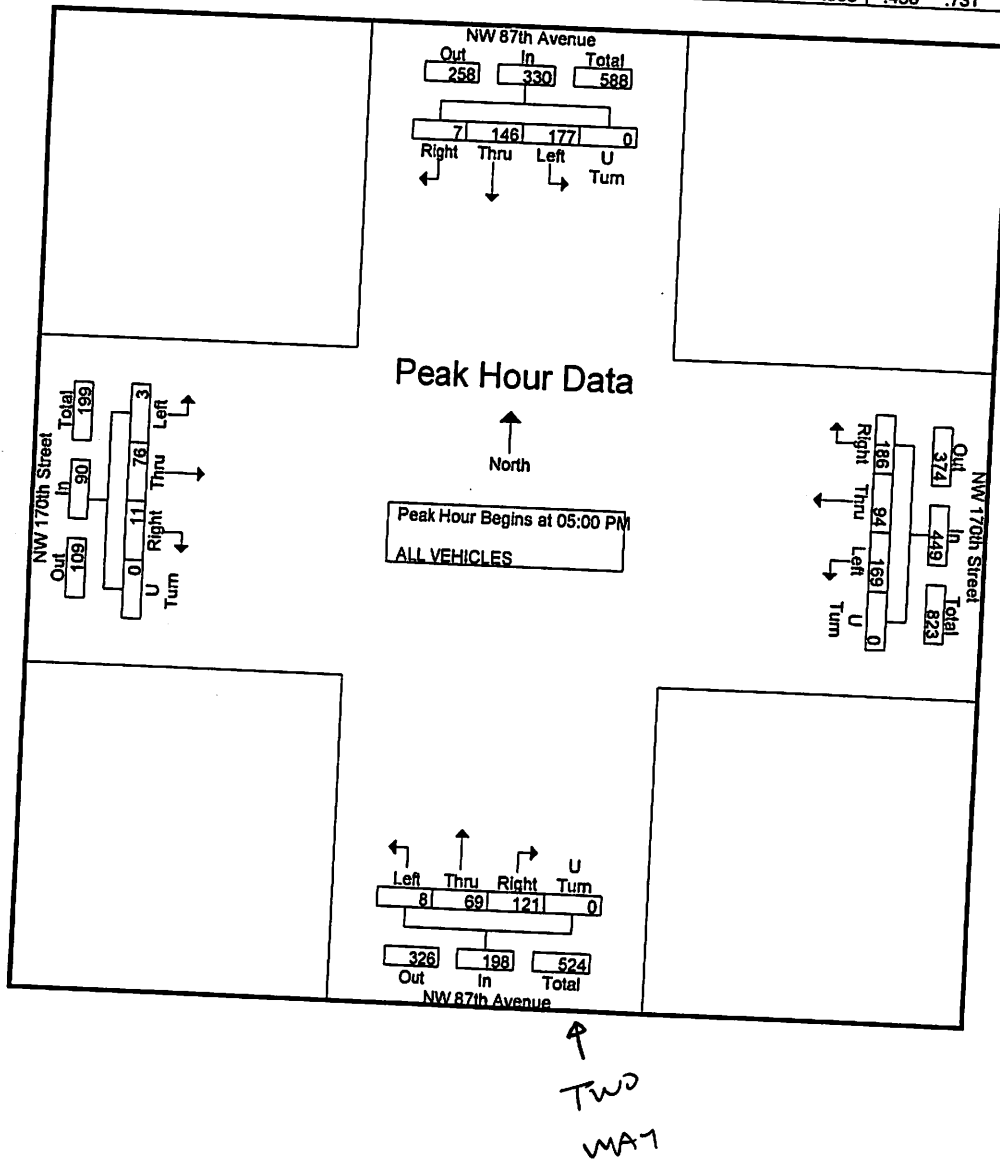 .731
NW 87th Avenue
Out In Total
258 330 588
7 146 177 0
Right Thru Left U Turn
Peak Hour Data
North
Peak Hour Begins at 05:00 PM
ALL VEHICLES
NW 170th Street
Out In Total
109 90 199
Left Thru Right U Turn
3 76 11 0
NW 170th Street
Out In Total
374 449 823
Right Thru Left U Turn
186 94 169 0
Left Thru Right U Turn
8 69 121 0
326 198 524
Out In Total
NW 87th Avenue
TWO
WAY